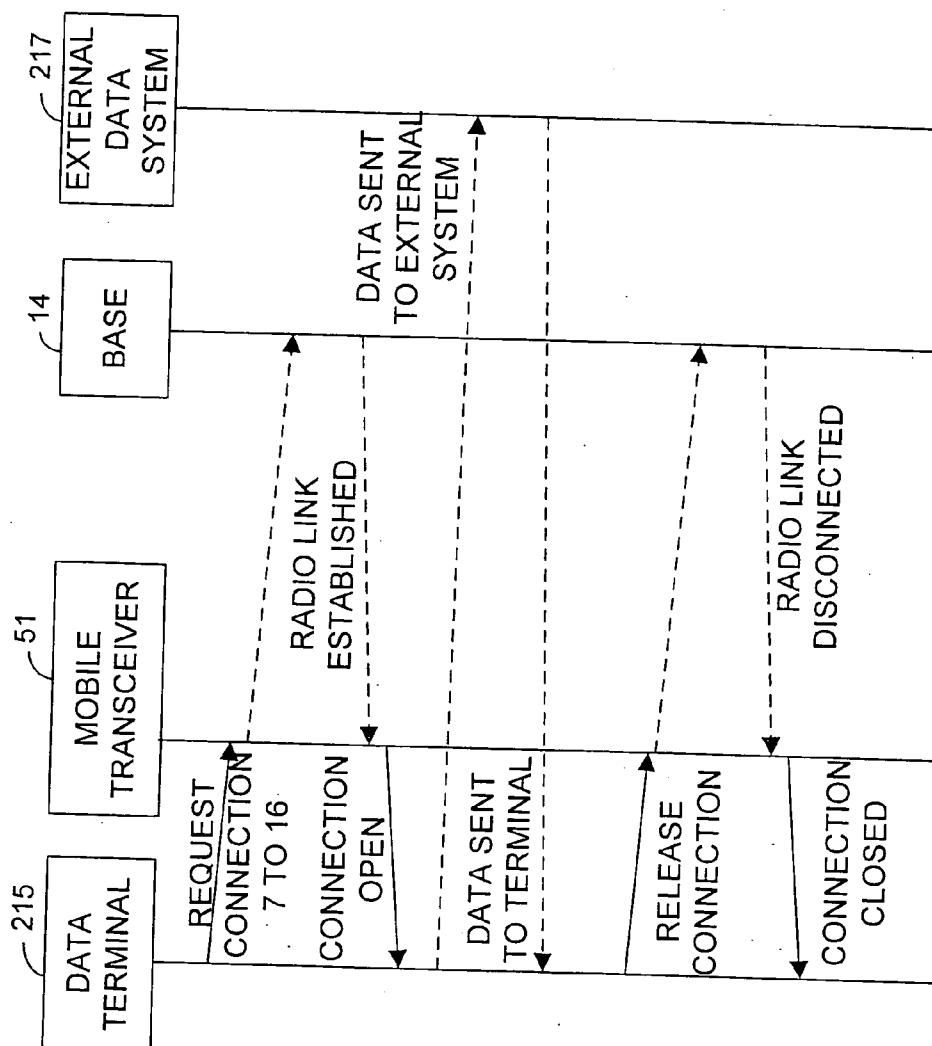 215
DATA
TERMINAL
51
MOBILE
TRANSCEIVER
14
BASE
217
EXTERNAL
DATA
SYSTEM
REQUEST
CONNECTION
7 TO 16
RADIO LINK
ESTABLISHED
CONNECTION
OPEN
DATA SENT
TO EXTERNAL
SYSTEM
DATA SENT
TO TERMINAL
RELEASE
CONNECTION
RADIO LINK
DISCONNECTED
CONNECTION
CLOSED